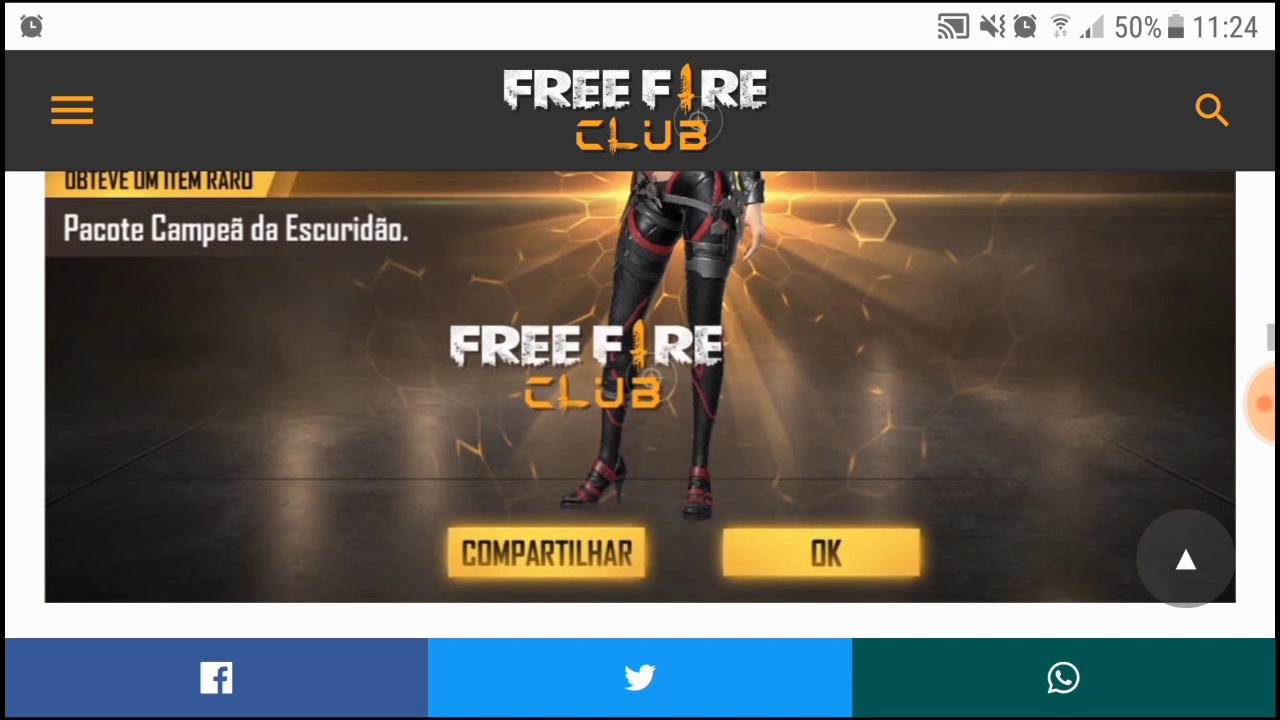 50% 11:24
FREE FIRE
CLUB
OBTEVE UM ITEM RARO
Pacote Campeã da Escuridão.
FREE FIRE
CLUB
COMPARTILHAR
OK